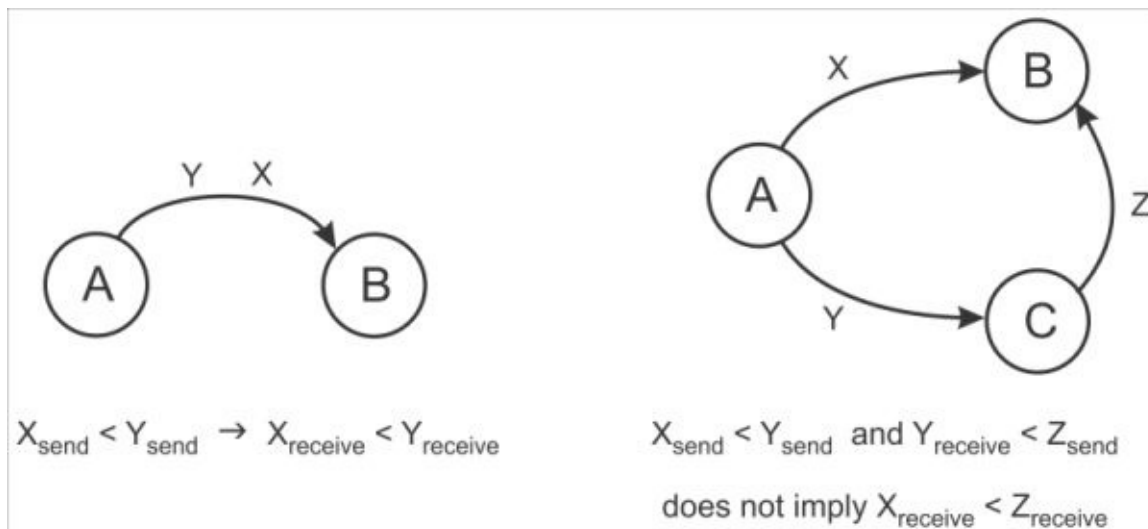 Y X
A B
X_send < Y_send → X_receive < Y_receive
X B
A
Z
Y C
X_send < Y_send and Y_receive < Z_send
does not imply X_receive < Z_receive